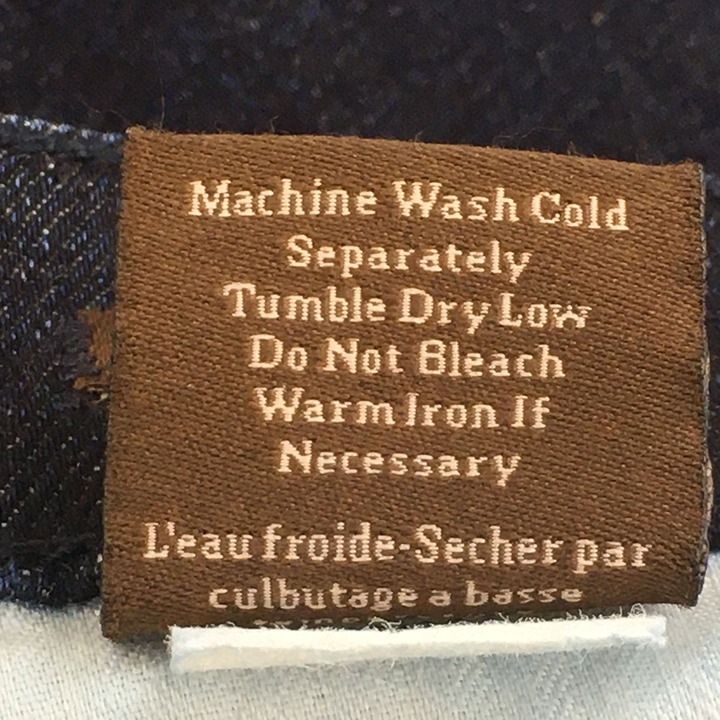 Machine Wash Cold
Separately
Tumble Dry Low
Do Not Bleach
Warm Iron If
Necessary
L'eau froide-Secher par
culbutage a basse